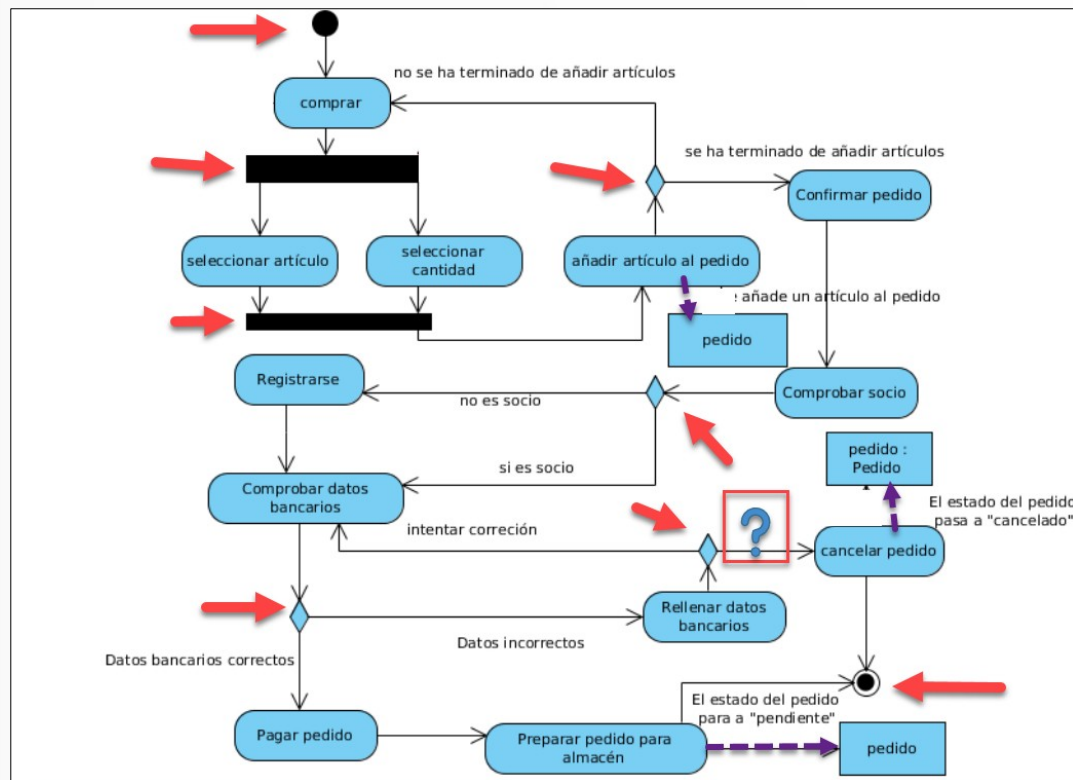 no se ha terminado de añadir artículos
comprar
se ha terminado de añadir artículos
Confirmar pedido
seleccionar artículo
seleccionar
cantidad
añadir artículo al pedido
añade un artículo al pedido
pedido
Registrarse
no es socio
Comprobar socio
si es socio
pedido :
Pedido
Comprobar datos
bancarios
intentar correción
?
El estado del pedido
pasa a "cancelado"
cancelar pedido
Rellenar datos
bancarios
Datos incorrectos
Datos bancarios correctos
El estado del pedido
para a "pendiente"
Pagar pedido
Preparar pedido para
almacén
pedido